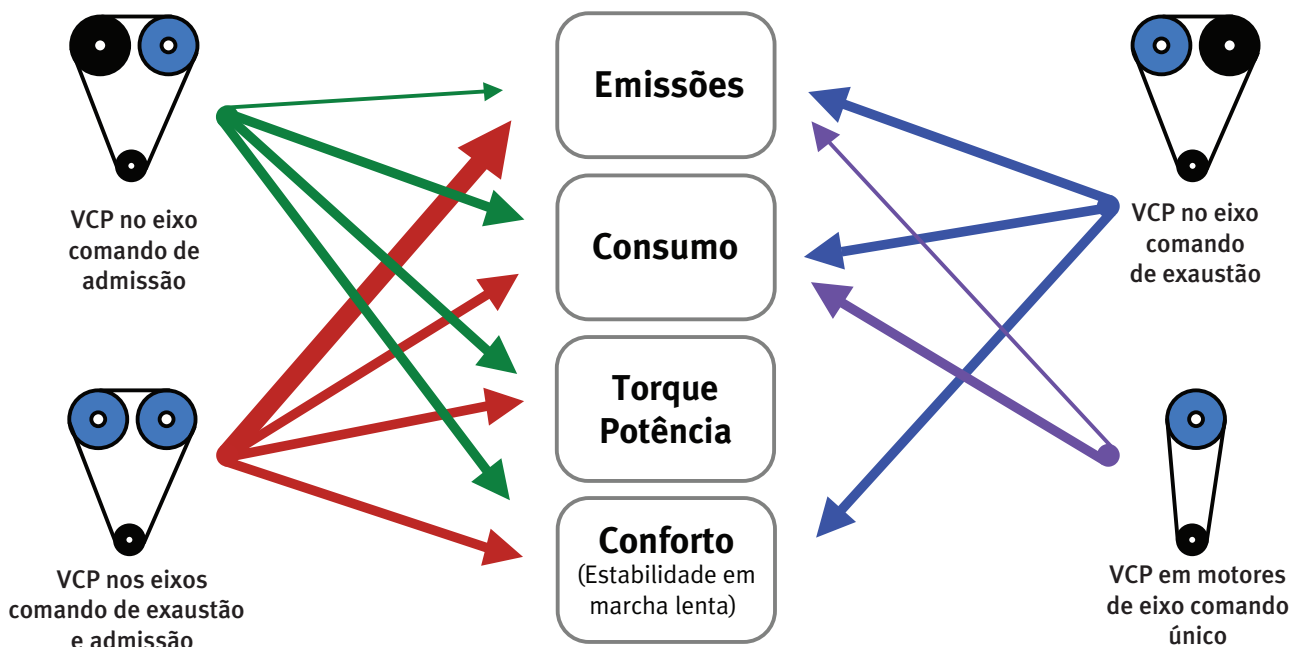 VCP no eixo
comando de
admissão
VCP nos eixos
comando de exaustão
e admissão
Emissões
Consumo
Torque
Potência
Conforto
(Estabilidade em
marcha lenta)
VCP no eixo
comando
de exaustão
VCP em motores
de eixo comando
único